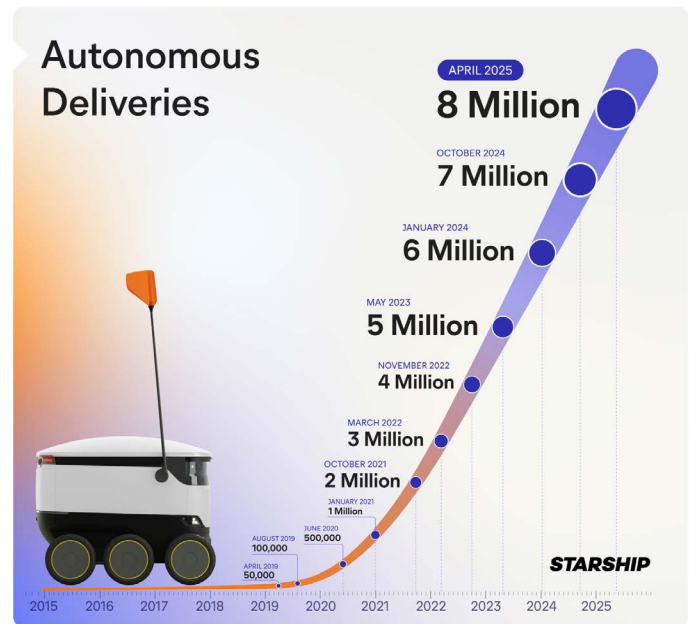 Autonomous
Deliveries
APRIL 2025
8 Million
OCTOBER 2024
7 Million
JANUARY 2024
6 Million
MAY 2023
5 Million
NOVEMBER 2022
4 Million
MARCH 2022
3 Million
OCTOBER 2021
2 Million
JANUARY 2021
1 Million
JUNE 2020
500,000
AUGUST 2019
100,000
APRIL 2019
50,000
STARSHIP
2015 2016 2017 2018 2019 2020 2021 2022 2023 2024 2025